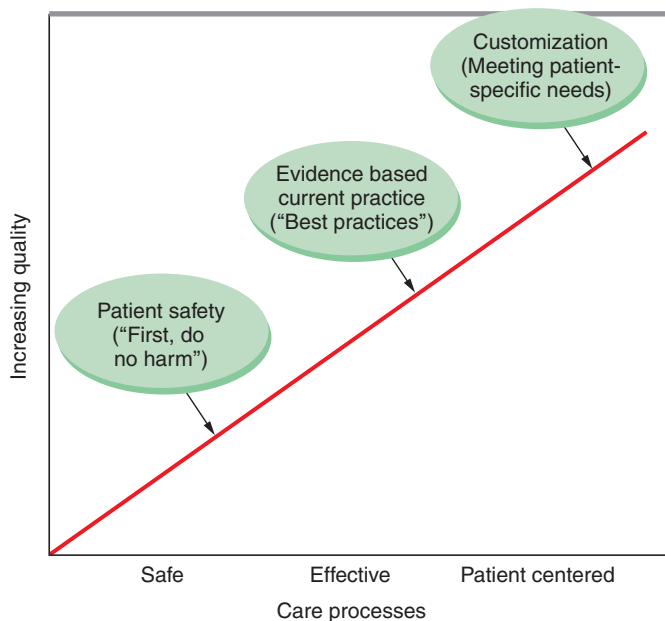 Customization
(Meeting patient-
specific needs)
Evidence based
current practice
(“Best practices”)
Patient safety
(“First, do
no harm”)
Increasing quality
Safe
Effective
Patient centered
Care processes